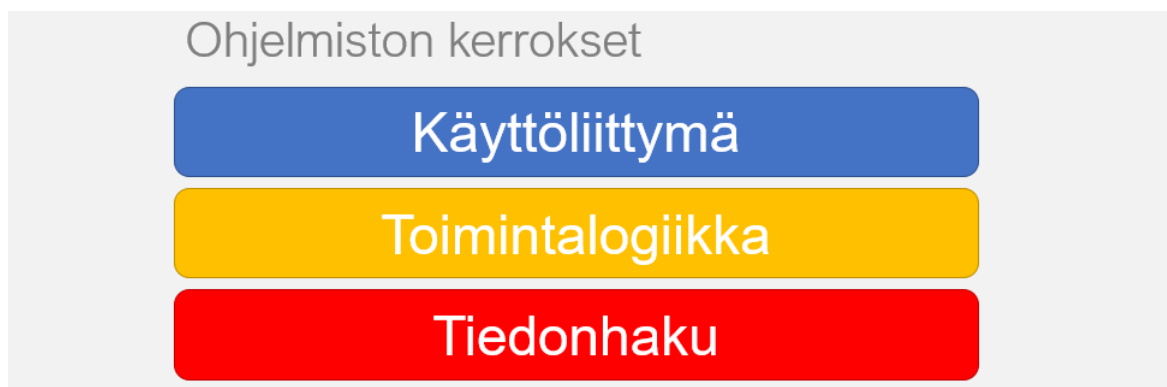 Ohjelmiston kerrokset
Käyttöliittymä
Toimintalogiikka
Tiedonhaku